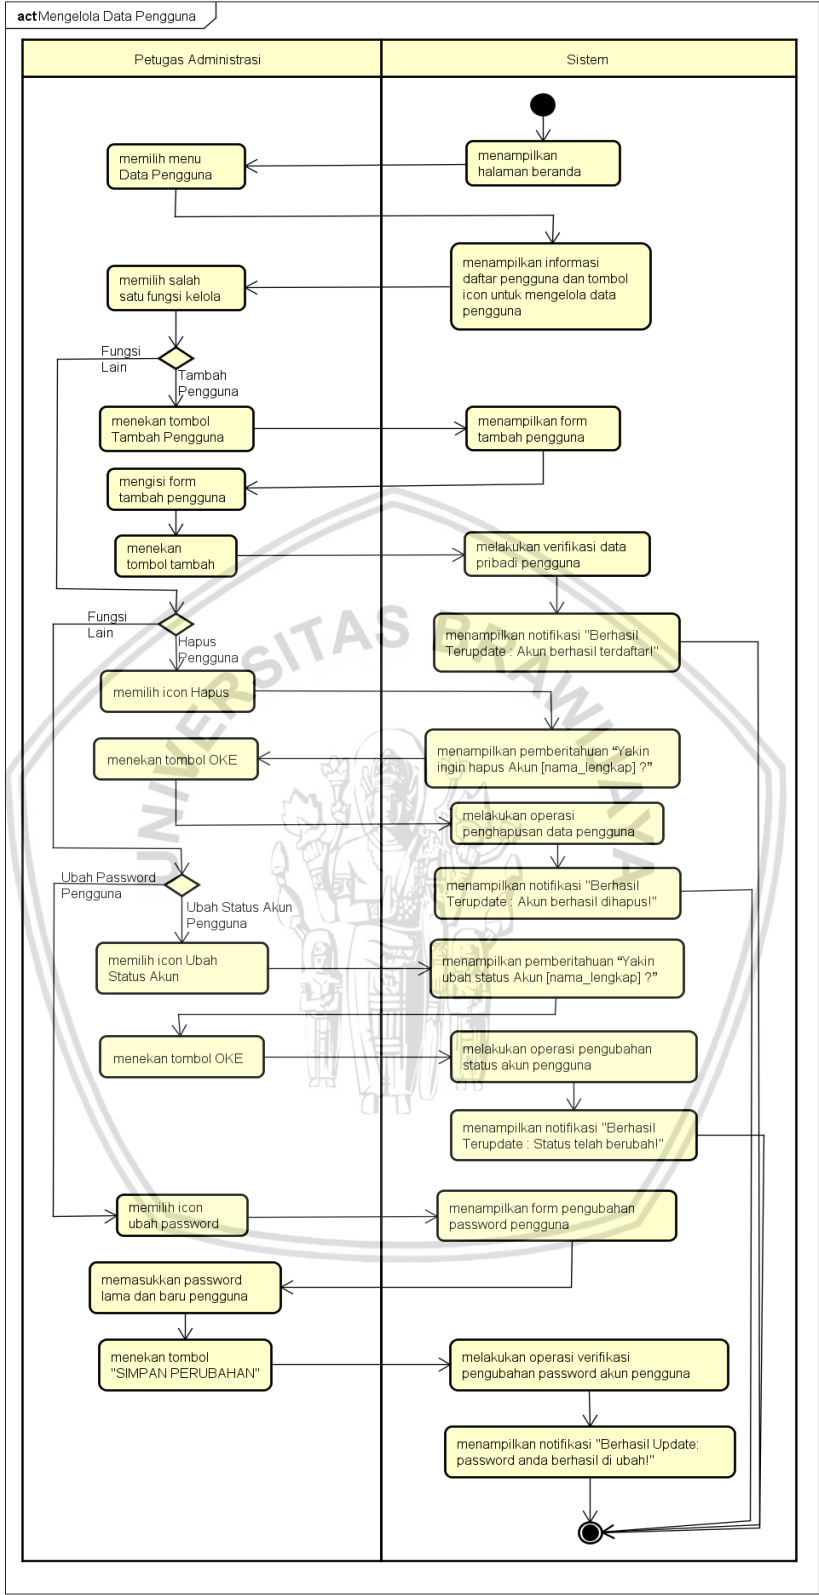 act Mengelola Data Pengguna
Petugas Administrasi
Sistem
menampilkan
halaman beranda
memilih menu
Data Pengguna
menampilkan informasi
daftar pengguna dan tombol
icon untuk mengelola data
pengguna
memilih salah
satu fungsi kelola
Fungsi
Lain
Tambah
Pengguna
menekan tombol
Tambah Pengguna
menampilkan form
tambah pengguna
mengisi form
tambah pengguna
menekan
tombol tambah
melakukan verifikasi data
pribadi pengguna
menampilkan notifikasi "Berhasil
Terupdate : Akun berhasil terdaftar!"
Fungsi
Lain
Hapus
Pengguna
memilih icon Hapus
menampilkan pemberitahuan “Yakin
ingin hapus Akun [nama_lengkap] ?”
menekan tombol OKE
melakukan operasi
penghapusan data pengguna
menampilkan notifikasi "Berhasil
Terupdate : Akun berhasil dihapus!"
Ubah Password
Pengguna
Ubah Status Akun
Pengguna
memilih icon Ubah
Status Akun
menampilkan pemberitahuan “Yakin
ubah status Akun [nama_lengkap] ?”
menekan tombol OKE
melakukan operasi pengubahan
status akun pengguna
menampilkan notifikasi "Berhasil
Terupdate : Status telah berubah!"
memilih icon
ubah password
menampilkan form pengubahan
password pengguna
memasukkan password
lama dan baru pengguna
menekan tombol
"SIMPAN PERUBAHAN"
melakukan operasi verifikasi
pengubahan password akun pengguna
menampilkan notifikasi "Berhasil Update:
password anda berhasil di ubah!"
UNIVERSITAS BRAWIJAYA